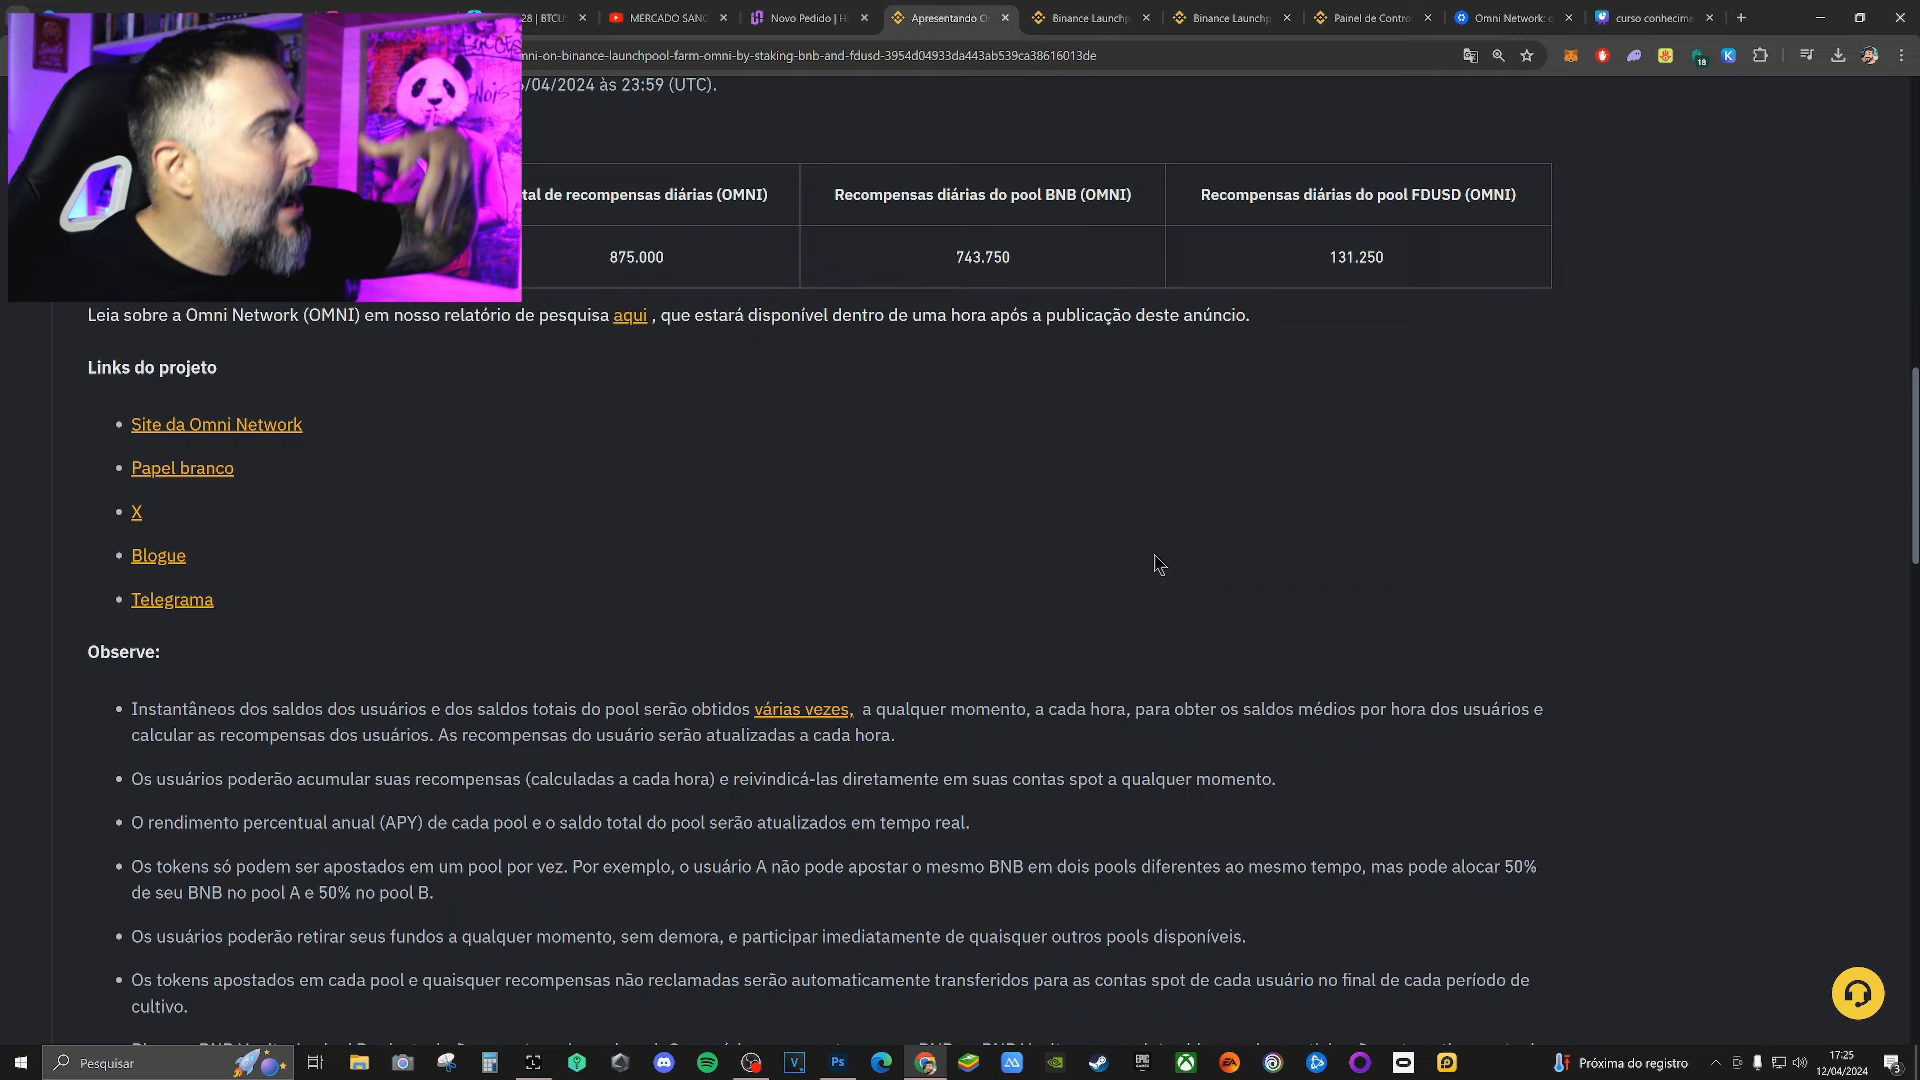 28 | BTCUS
MERCADO SANG
Novo Pedido | H
Apresentando O
Binance Launchp
Binance Launchp
Painel de Contro
Omni Network: o
curso conhecime
mni-on-binance-launchpool-farm-omni-by-staking-bnb-and-fdusd-3954d04933da443ab539ca38616013de
18
/04/2024 às 23:59 (UTC).
tal de recompensas diárias (OMNI)
Recompensas diárias do pool BNB (OMNI)
Recompensas diárias do pool FDUSD (OMNI)
875.000
743.750
131.250
Leia sobre a Omni Network (OMNI) em nosso relatório de pesquisa aqui , que estará disponível dentro de uma hora após a publicação deste anúncio.
Links do projeto
• Site da Omni Network
• Papel branco
• X
• Blogue
• Telegrama
Observe:
• Instantâneos dos saldos dos usuários e dos saldos totais do pool serão obtidos várias vezes, a qualquer momento, a cada hora, para obter os saldos médios por hora dos usuários e
calcular as recompensas dos usuários. As recompensas do usuário serão atualizadas a cada hora.
• Os usuários poderão acumular suas recompensas (calculadas a cada hora) e reivindicá-las diretamente em suas contas spot a qualquer momento.
• O rendimento percentual anual (APY) de cada pool e o saldo total do pool serão atualizados em tempo real.
• Os tokens só podem ser apostados em um pool por vez. Por exemplo, o usuário A não pode apostar o mesmo BNB em dois pools diferentes ao mesmo tempo, mas pode alocar 50%
de seu BNB no pool A e 50% no pool B.
• Os usuários poderão retirar seus fundos a qualquer momento, sem demora, e participar imediatamente de quaisquer outros pools disponíveis.
• Os tokens apostados em cada pool e quaisquer recompensas não reclamadas serão automaticamente transferidos para as contas spot de cada usuário no final de cada período de
cultivo.
Pesquisar
Próxima do registro
17:25
12/04/2024
3